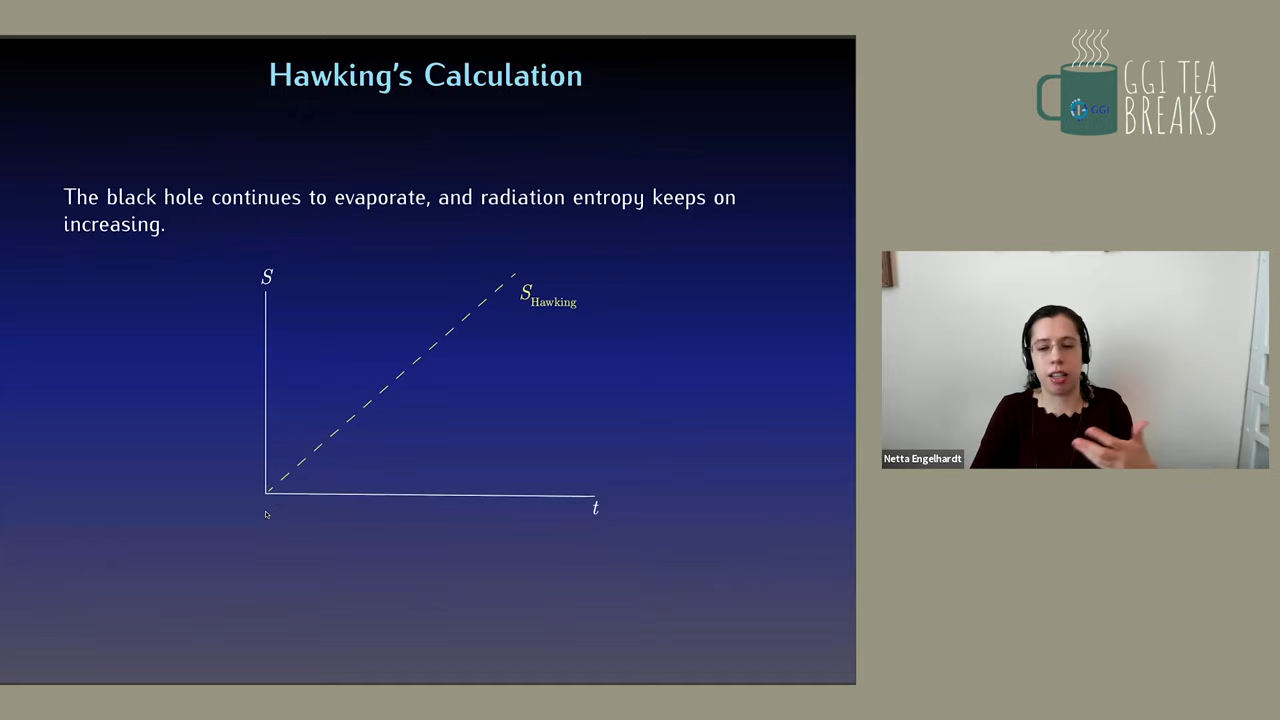 Hawking's Calculation
The black hole continues to evaporate, and radiation entropy keeps on
increasing.
S
S_Hawking
t
GGI TEA
BREAKS
GGI
Netta Engelhardt